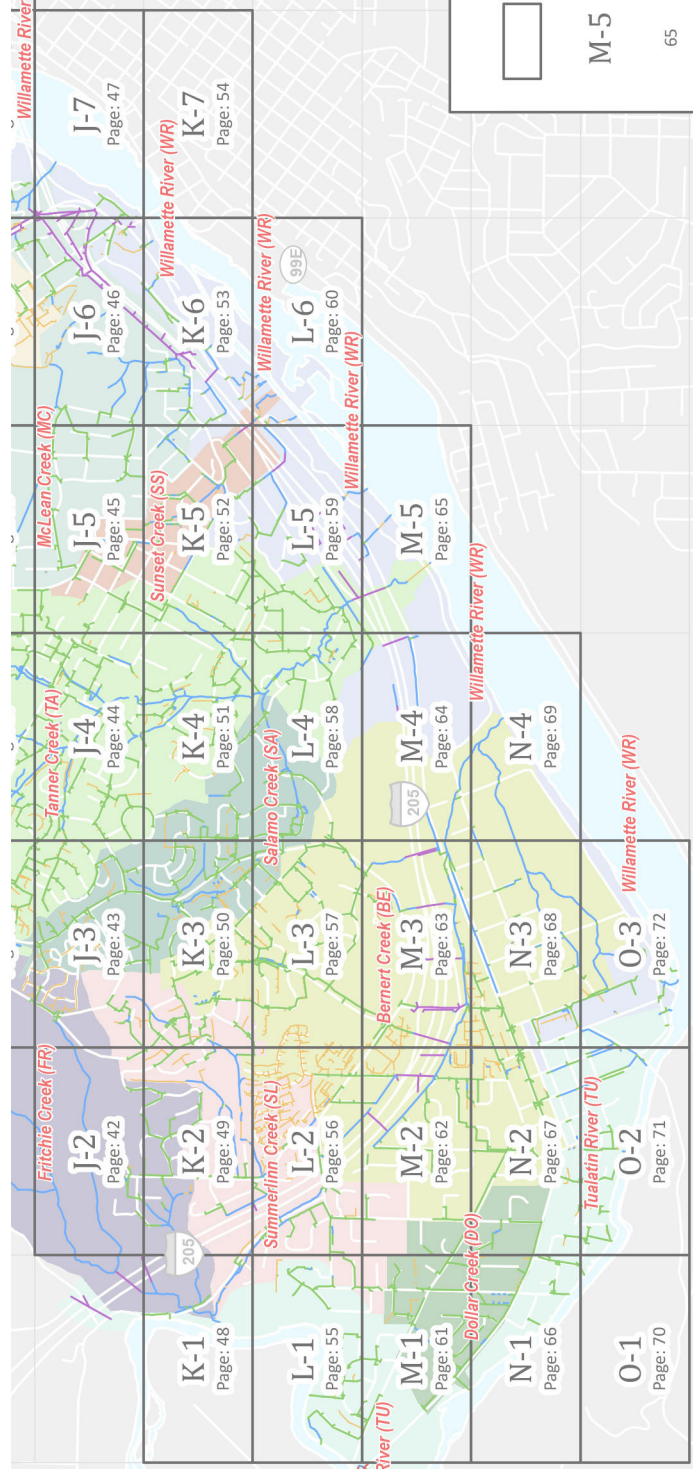 Willamette River
Fritchie Creek (FR)
Tanner Creek (TA)
McLean Creek (MC)
J-2
Page: 42
J-3
Page: 43
J-4
Page: 44
J-5
Page: 45
J-6
Page: 46
J-7
Page: 47
Sunset Creek (SS)
Willamette River (WR)
205
K-1
Page: 48
K-2
Page: 49
K-3
Page: 50
K-4
Page: 51
K-5
Page: 52
K-6
Page: 53
K-7
Page: 54
Summerlinn Creek (SL)
Salamo Creek (SA)
Willamette River (WR)
99E
L-1
Page: 55
L-2
Page: 56
L-3
Page: 57
L-4
Page: 58
L-5
Page: 59
L-6
Page: 60
Willamette River (WR)
River (TU)
Bernert Creek (BE)
205
M-1
Page: 61
M-2
Page: 62
M-3
Page: 63
M-4
Page: 64
M-5
Page: 65
Dollar Creek (DO)
Willamette River (WR)
N-1
Page: 66
N-2
Page: 67
N-3
Page: 68
N-4
Page: 69
Tualatin River (TU)
Willamette River (WR)
O-1
Page: 70
O-2
Page: 71
O-3
Page: 72
M-5
65